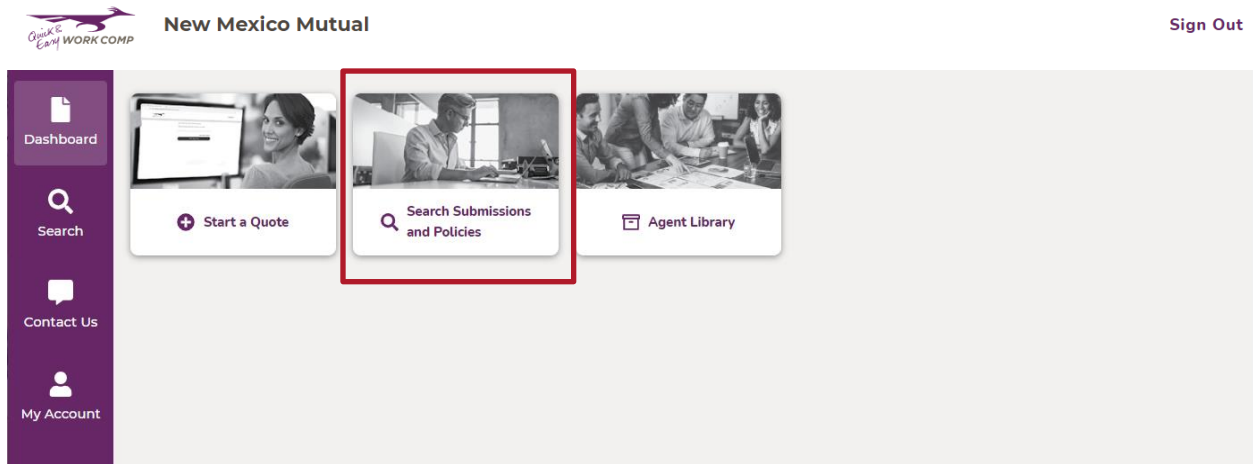 Quick &
Easy WORK COMP
New Mexico Mutual
Sign Out
Dashboard
Search
Contact Us
My Account
Start a Quote
Search Submissions
and Policies
Agent Library